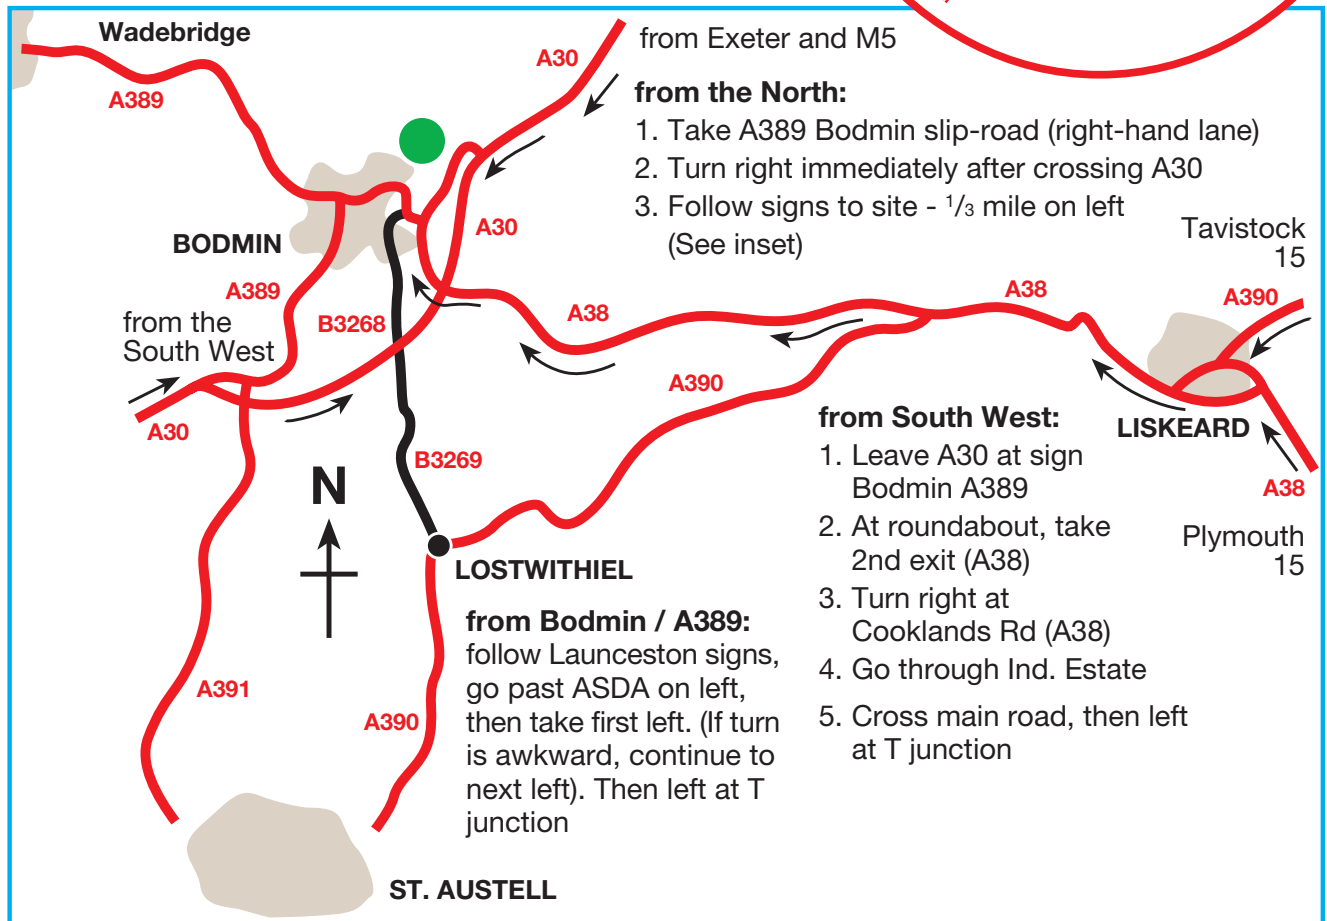 Wadebridge
A389
A30
from Exeter and M5
from the North:
1. Take A389 Bodmin slip-road (right-hand lane)
2. Turn right immediately after crossing A30
3. Follow signs to site - 1/3 mile on left
(See inset)
Tavistock
15
A30
BODMIN
A389
B3268
from the
South West
A30
A38
A38
A390
A390
LISKEARD
A38
Plymouth
15
from South West:
1. Leave A30 at sign
Bodmin A389
2. At roundabout, take
2nd exit (A38)
3. Turn right at
Cooklands Rd (A38)
4. Go through Ind. Estate
5. Cross main road, then left
at T junction
B3269
N
LOSTWITHIEL
from Bodmin / A389:
follow Launceston signs,
go past ASDA on left,
then take first left. (If turn
is awkward, continue to
next left). Then left at T
junction
A391
A390
ST. AUSTELL